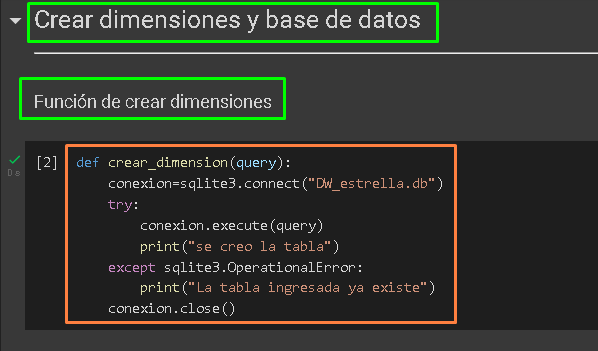 Crear dimensiones y base de datos
Función de crear dimensiones
[2] def crear_dimension(query):
conexion=sqlite3.connect("DW_estrella.db")
try:
conexion.execute(query)
print("se creo la tabla")
except sqlite3.OperationalError:
print("La tabla ingresada ya existe")
conexion.close()